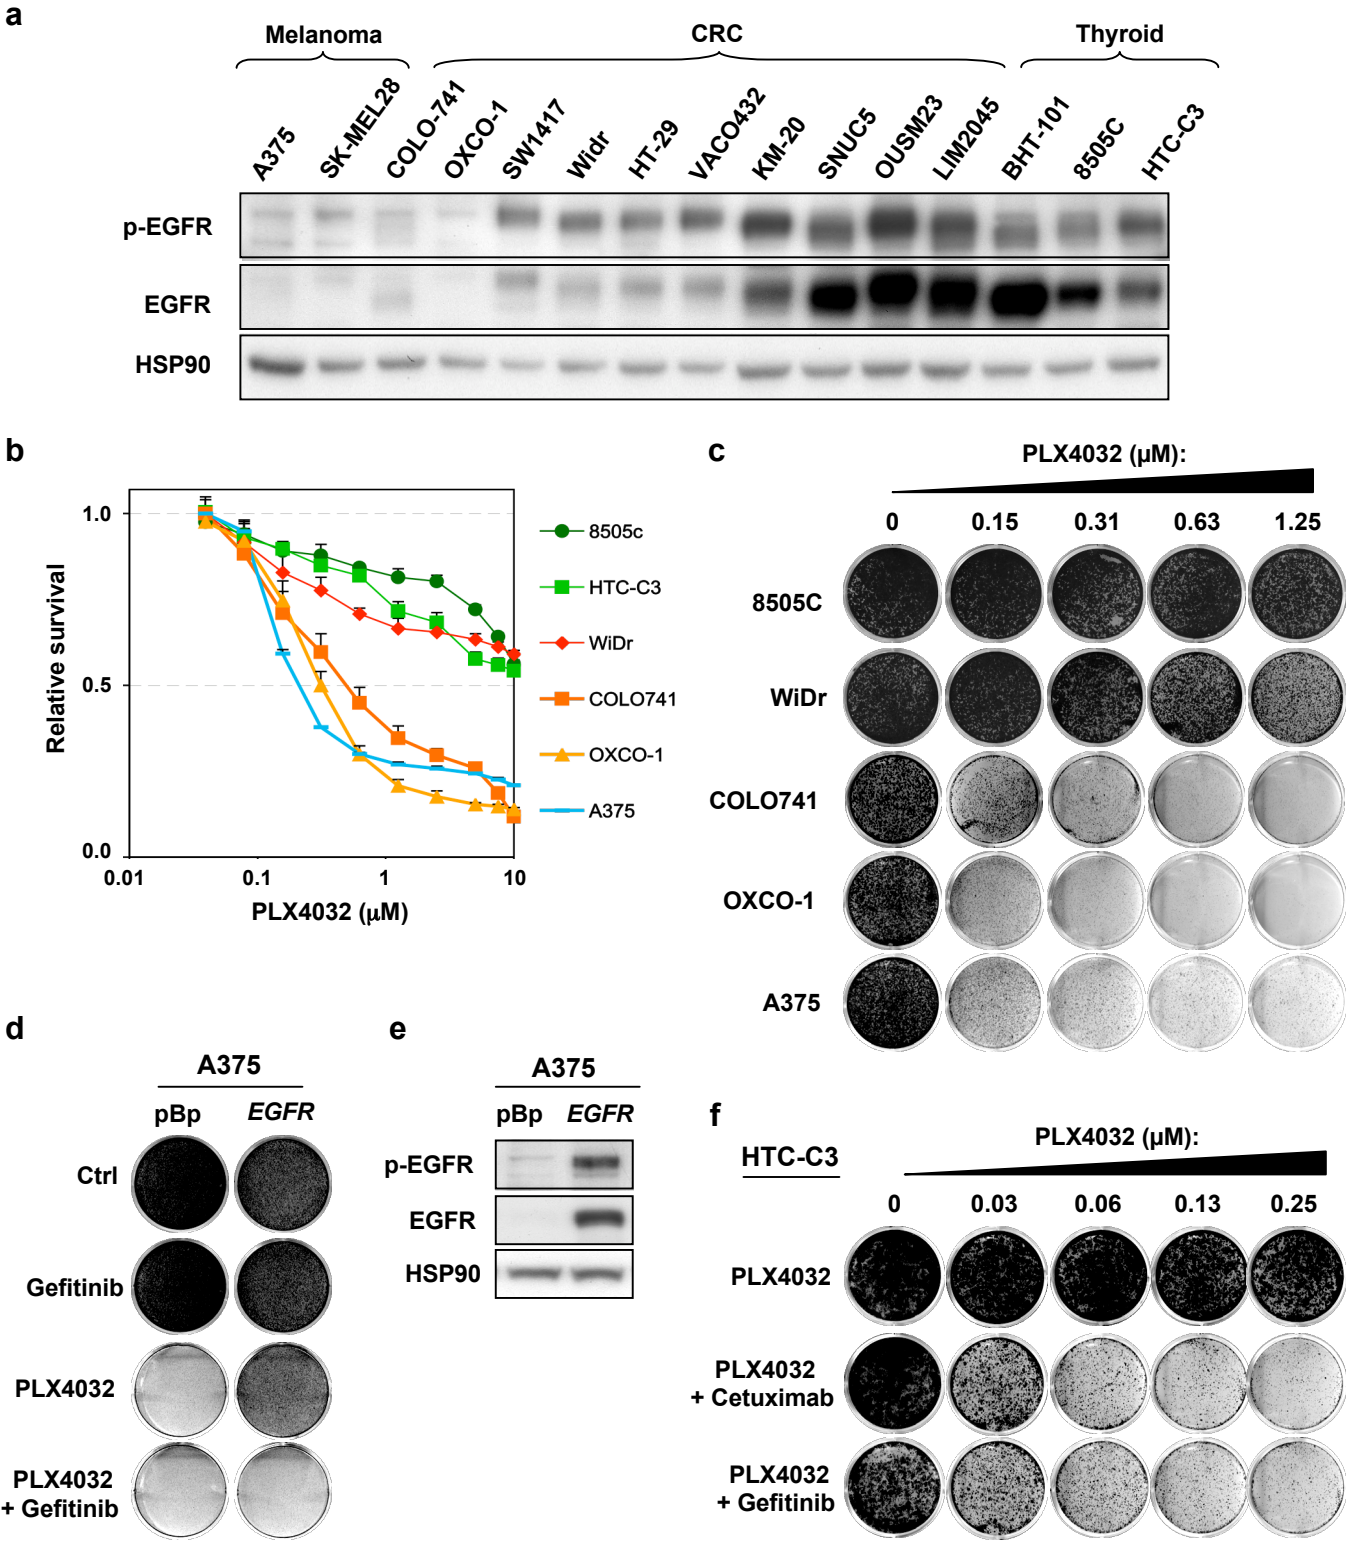 a
Melanoma CRC Thyroid
A375 SK-MEL28 COLO-741 OXCO-1 SW1417 Widr HT-29 VACO432 KM-20 SNUC5 OUSM23 LIM2045 BHT-101 8505C HTC-C3
p-EGFR
EGFR
HSP90
b
1.0
0.5
0.0
0.01 0.1 1 10
Relative survival
PLX4032 (μM)
8505c
HTC-C3
WiDr
COLO741
OXCO-1
A375
c
PLX4032 (μM):
0 0.15 0.31 0.63 1.25
8505C
WiDr
COLO741
OXCO-1
A375
d
A375
pBp EGFR
Ctrl
Gefitinib
PLX4032
PLX4032
+ Gefitinib
e
A375
pBp EGFR
p-EGFR
EGFR
HSP90
f
HTC-C3
PLX4032 (μM):
0 0.03 0.06 0.13 0.25
PLX4032
PLX4032
+ Cetuximab
PLX4032
+ Gefitinib